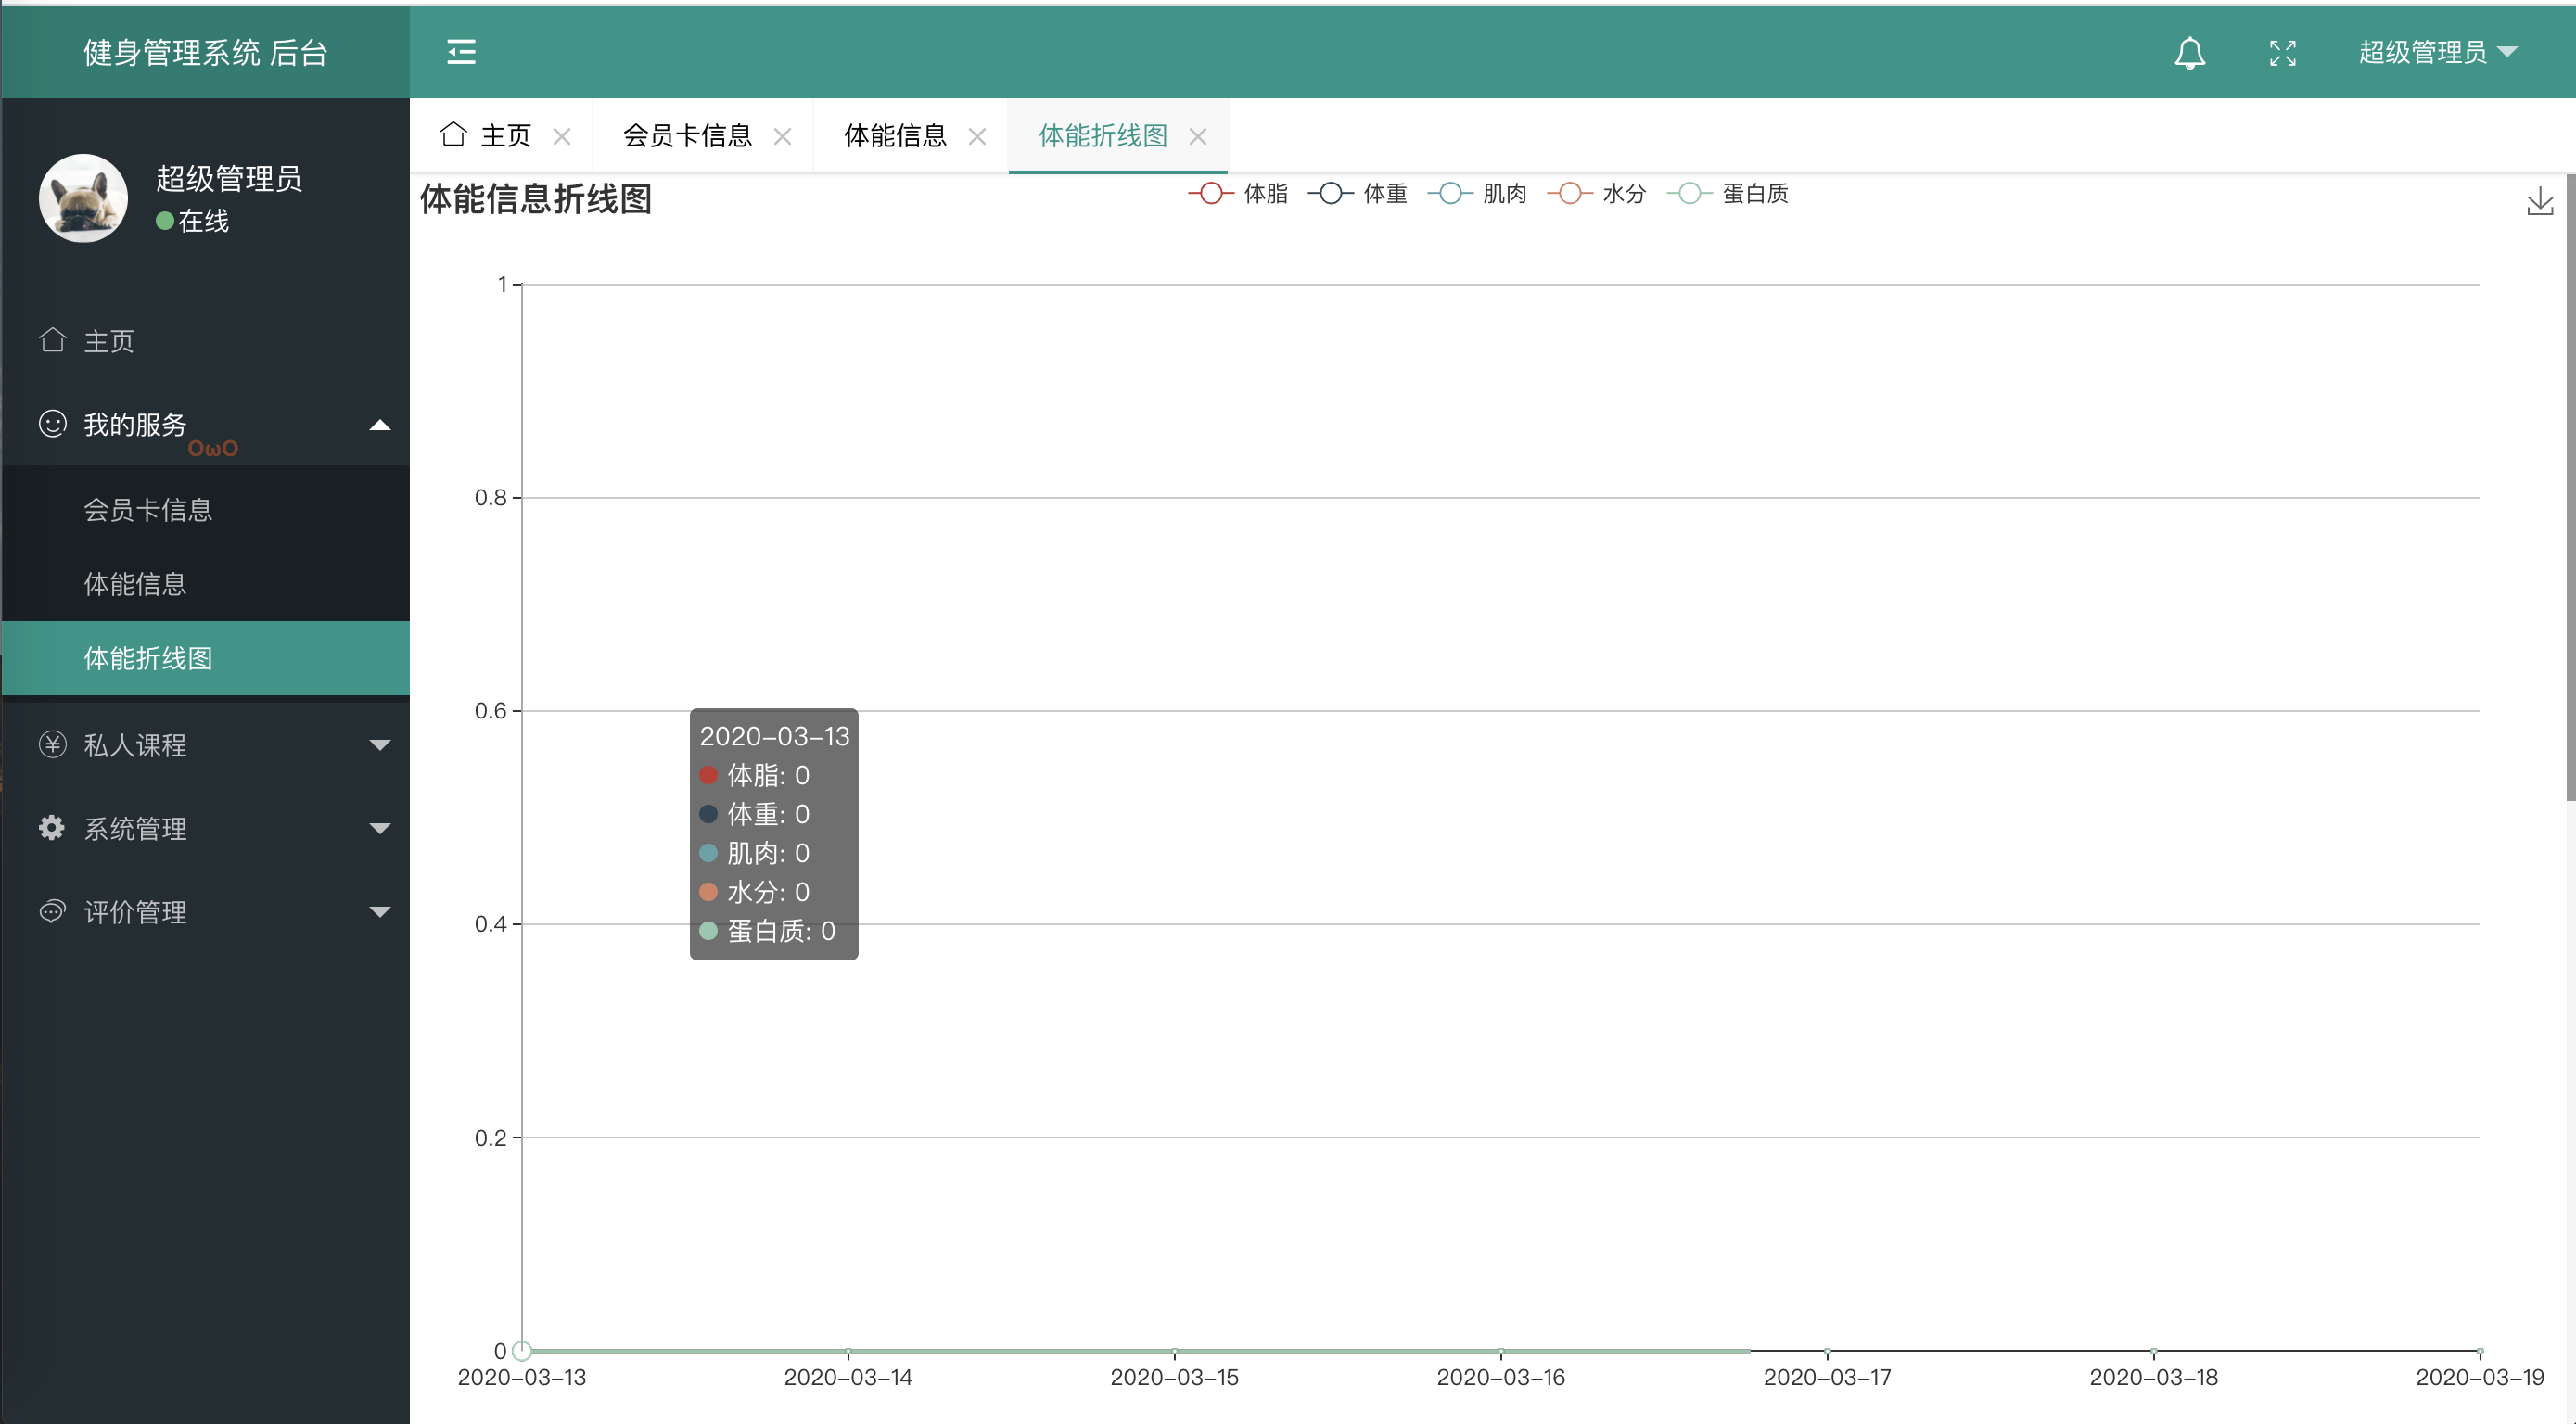 健身管理系统 后台
超级管理员
超级管理员
在线
主页
我的服务
OωO
会员卡信息
体能信息
体能折线图
私人课程
系统管理
评价管理
主页 会员卡信息 体能信息 体能折线图
体能信息折线图
体脂 体重 肌肉 水分 蛋白质
1
0.8
0.6
0.4
0.2
0
2020-03-13
体脂: 0
体重: 0
肌肉: 0
水分: 0
蛋白质: 0
2020-03-13 2020-03-14 2020-03-15 2020-03-16 2020-03-17 2020-03-18 2020-03-19